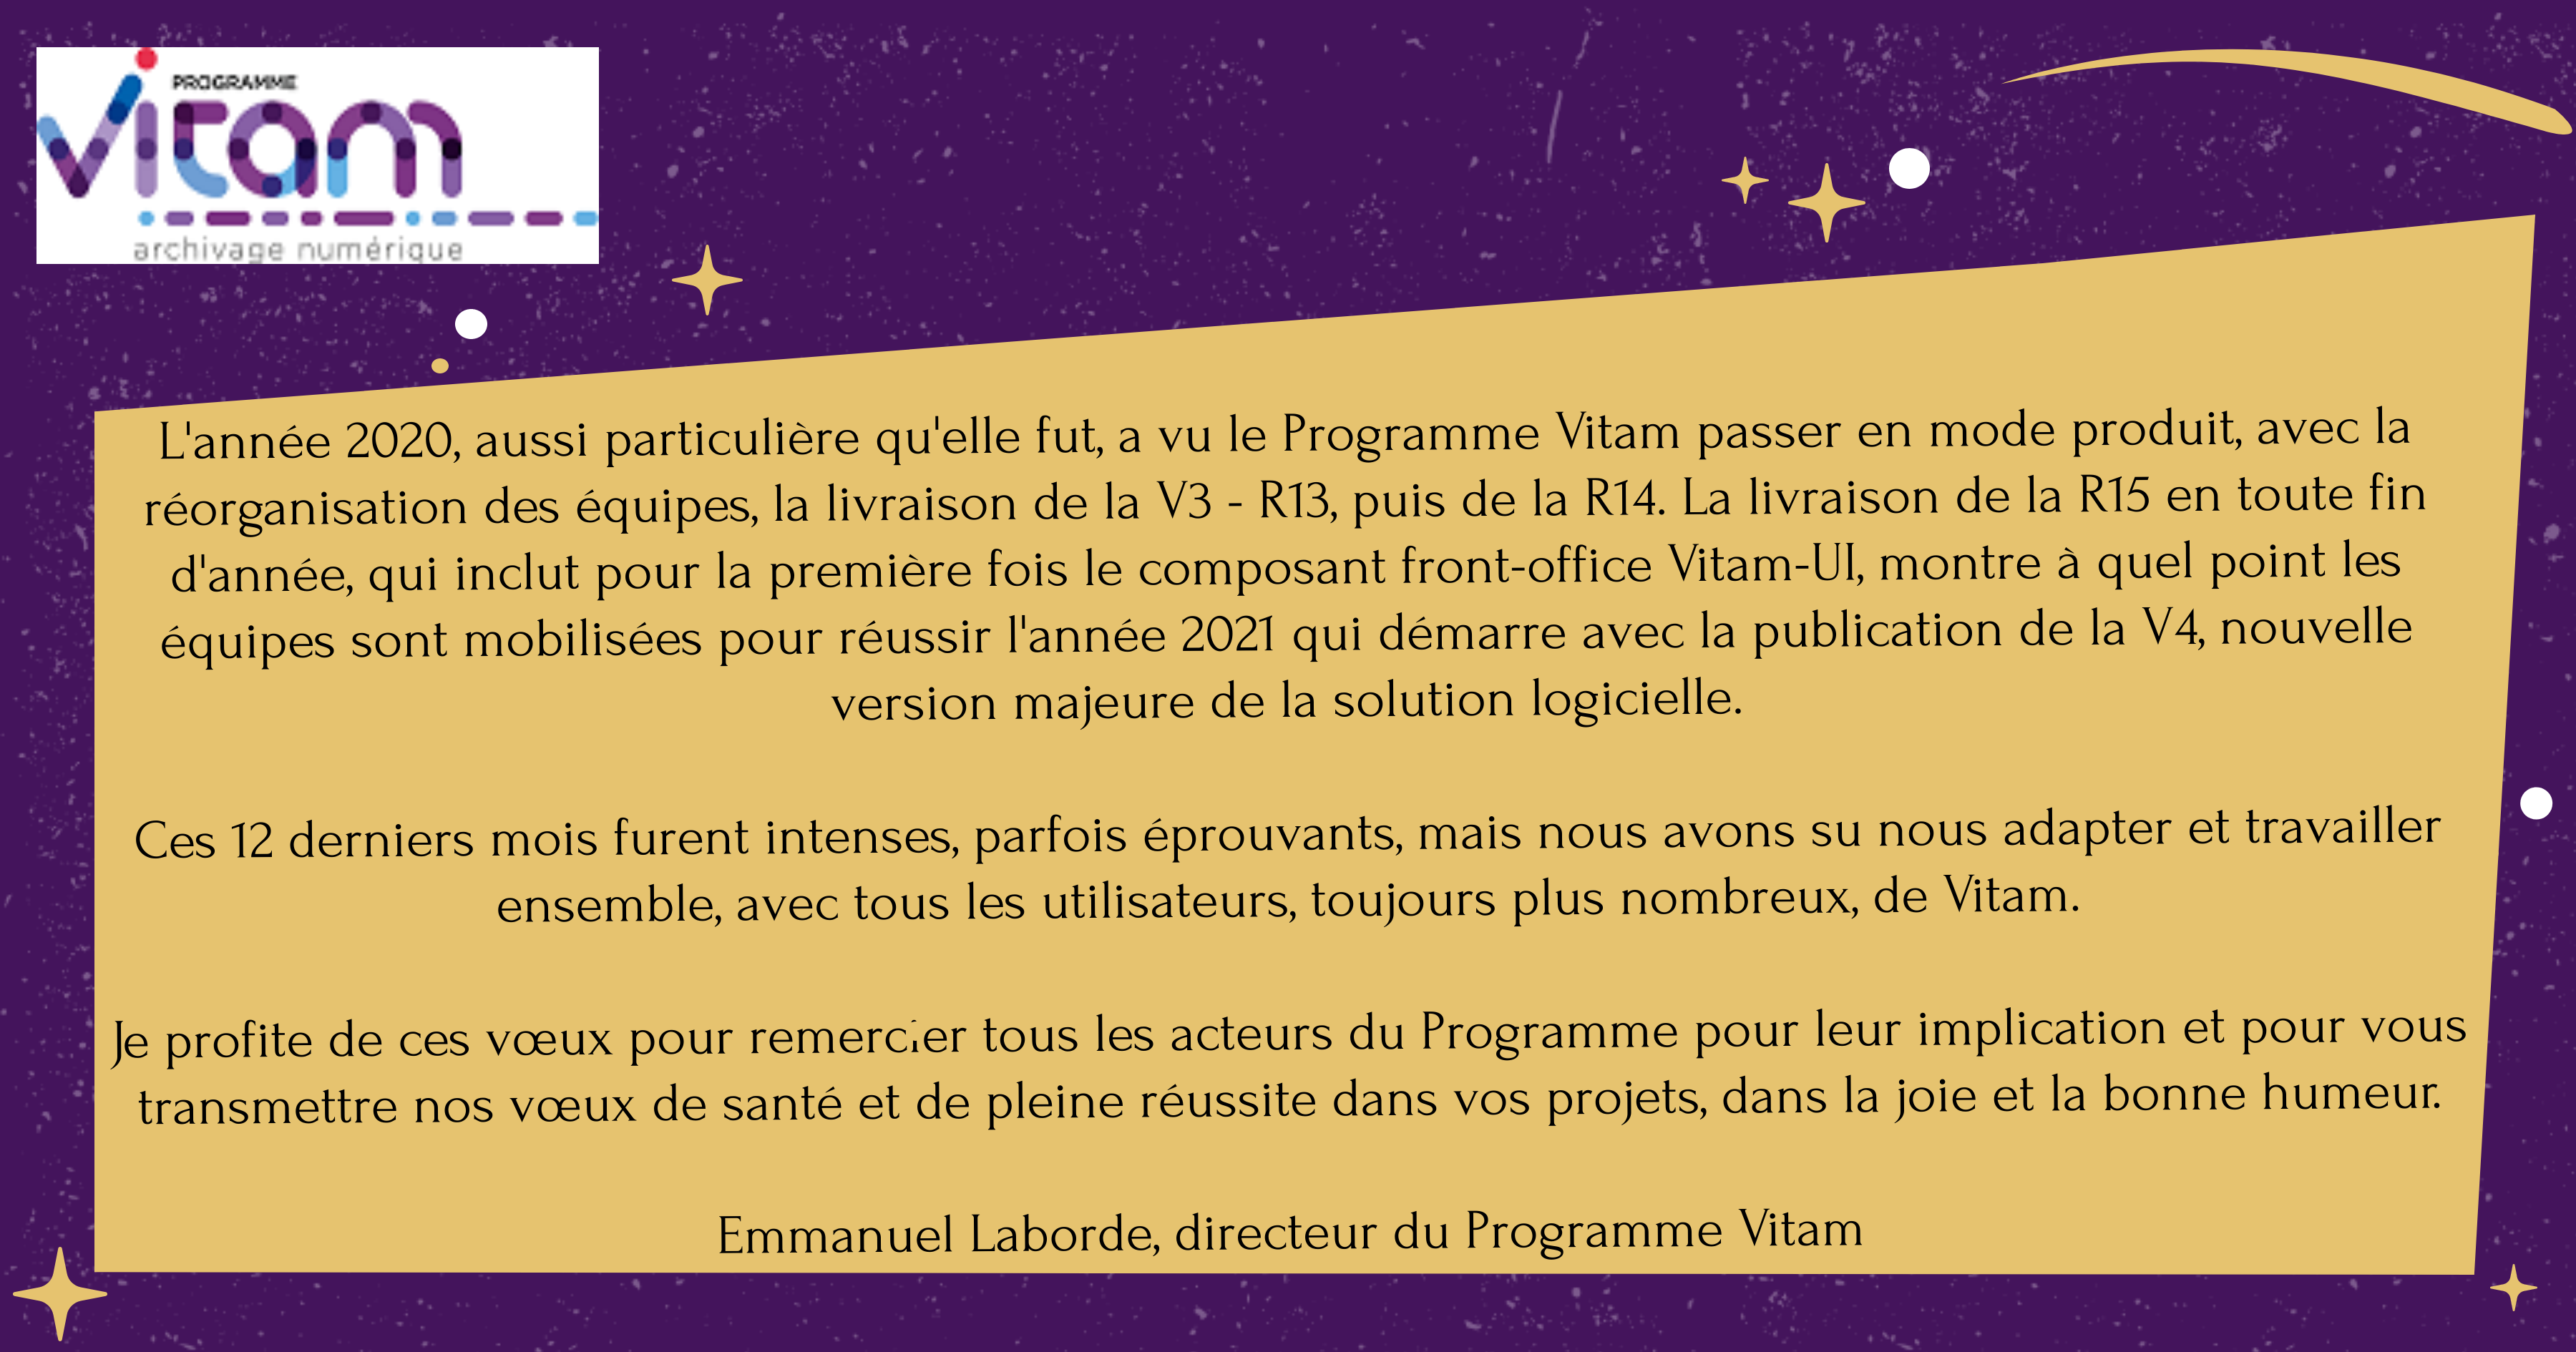 PROGRAMME
vitam
archivage numérique
L'année 2020, aussi particulière qu'elle fut, a vu le Programme Vitam passer en mode produit, avec la
réorganisation des équipes, la livraison de la V3 - R13, puis de la R14. La livraison de la R15 en toute fin
d'année, qui inclut pour la première fois le composant front-office Vitam-UI, montre à quel point les
équipes sont mobilisées pour réussir l'année 2021 qui démarre avec la publication de la V4, nouvelle
version majeure de la solution logicielle.
Ces 12 derniers mois furent intenses, parfois éprouvants, mais nous avons su nous adapter et travailler
ensemble, avec tous les utilisateurs, toujours plus nombreux, de Vitam.
Je profite de ces vœux pour remercier tous les acteurs du Programme pour leur implication et pour vous
transmettre nos vœux de santé et de pleine réussite dans vos projets, dans la joie et la bonne humeur.
Emmanuel Laborde, directeur du Programme Vitam